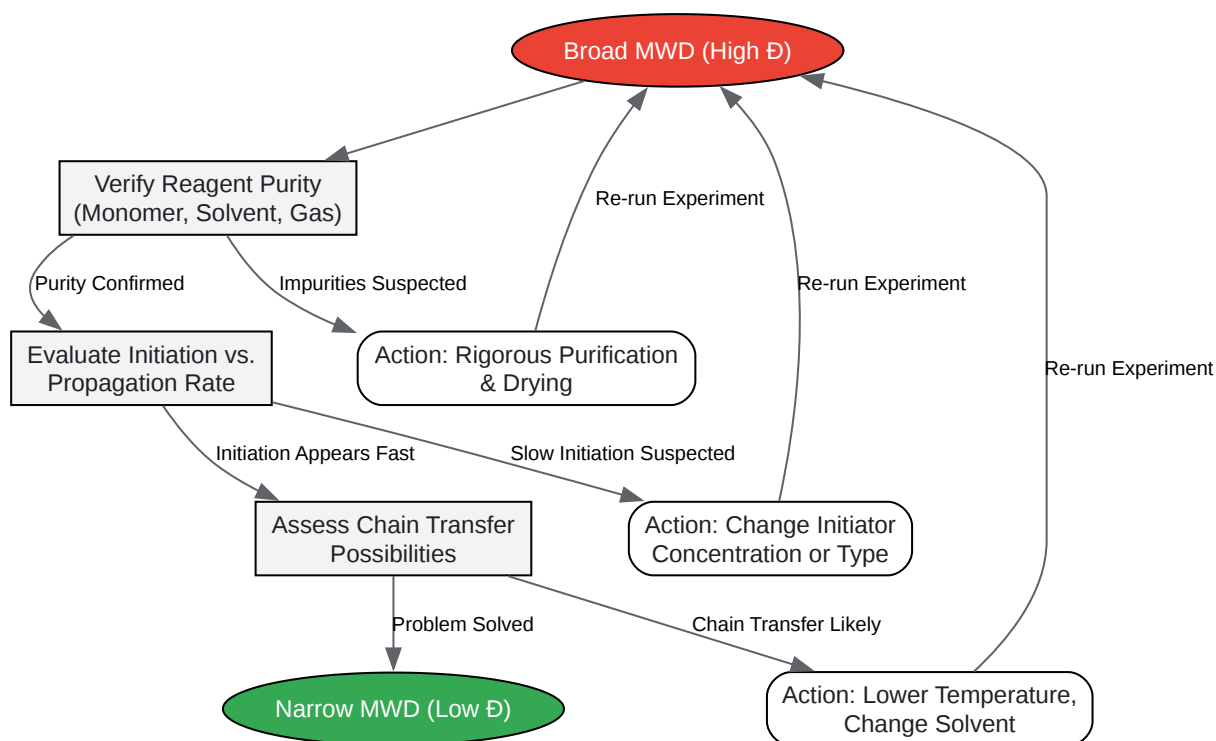 Broad MWD (High Đ)
Verify Reagent Purity
(Monomer, Solvent, Gas)
Re-run Experiment
Purity Confirmed
Impurities Suspected
Re-run Experiment
Evaluate Initiation vs.
Propagation Rate
Action: Rigorous Purification
& Drying
Re-run Experiment
Initiation Appears Fast
Slow Initiation Suspected
Assess Chain Transfer
Possibilities
Action: Change Initiator
Concentration or Type
Problem Solved
Chain Transfer Likely
Narrow MWD (Low Đ)
Action: Lower Temperature,
Change Solvent